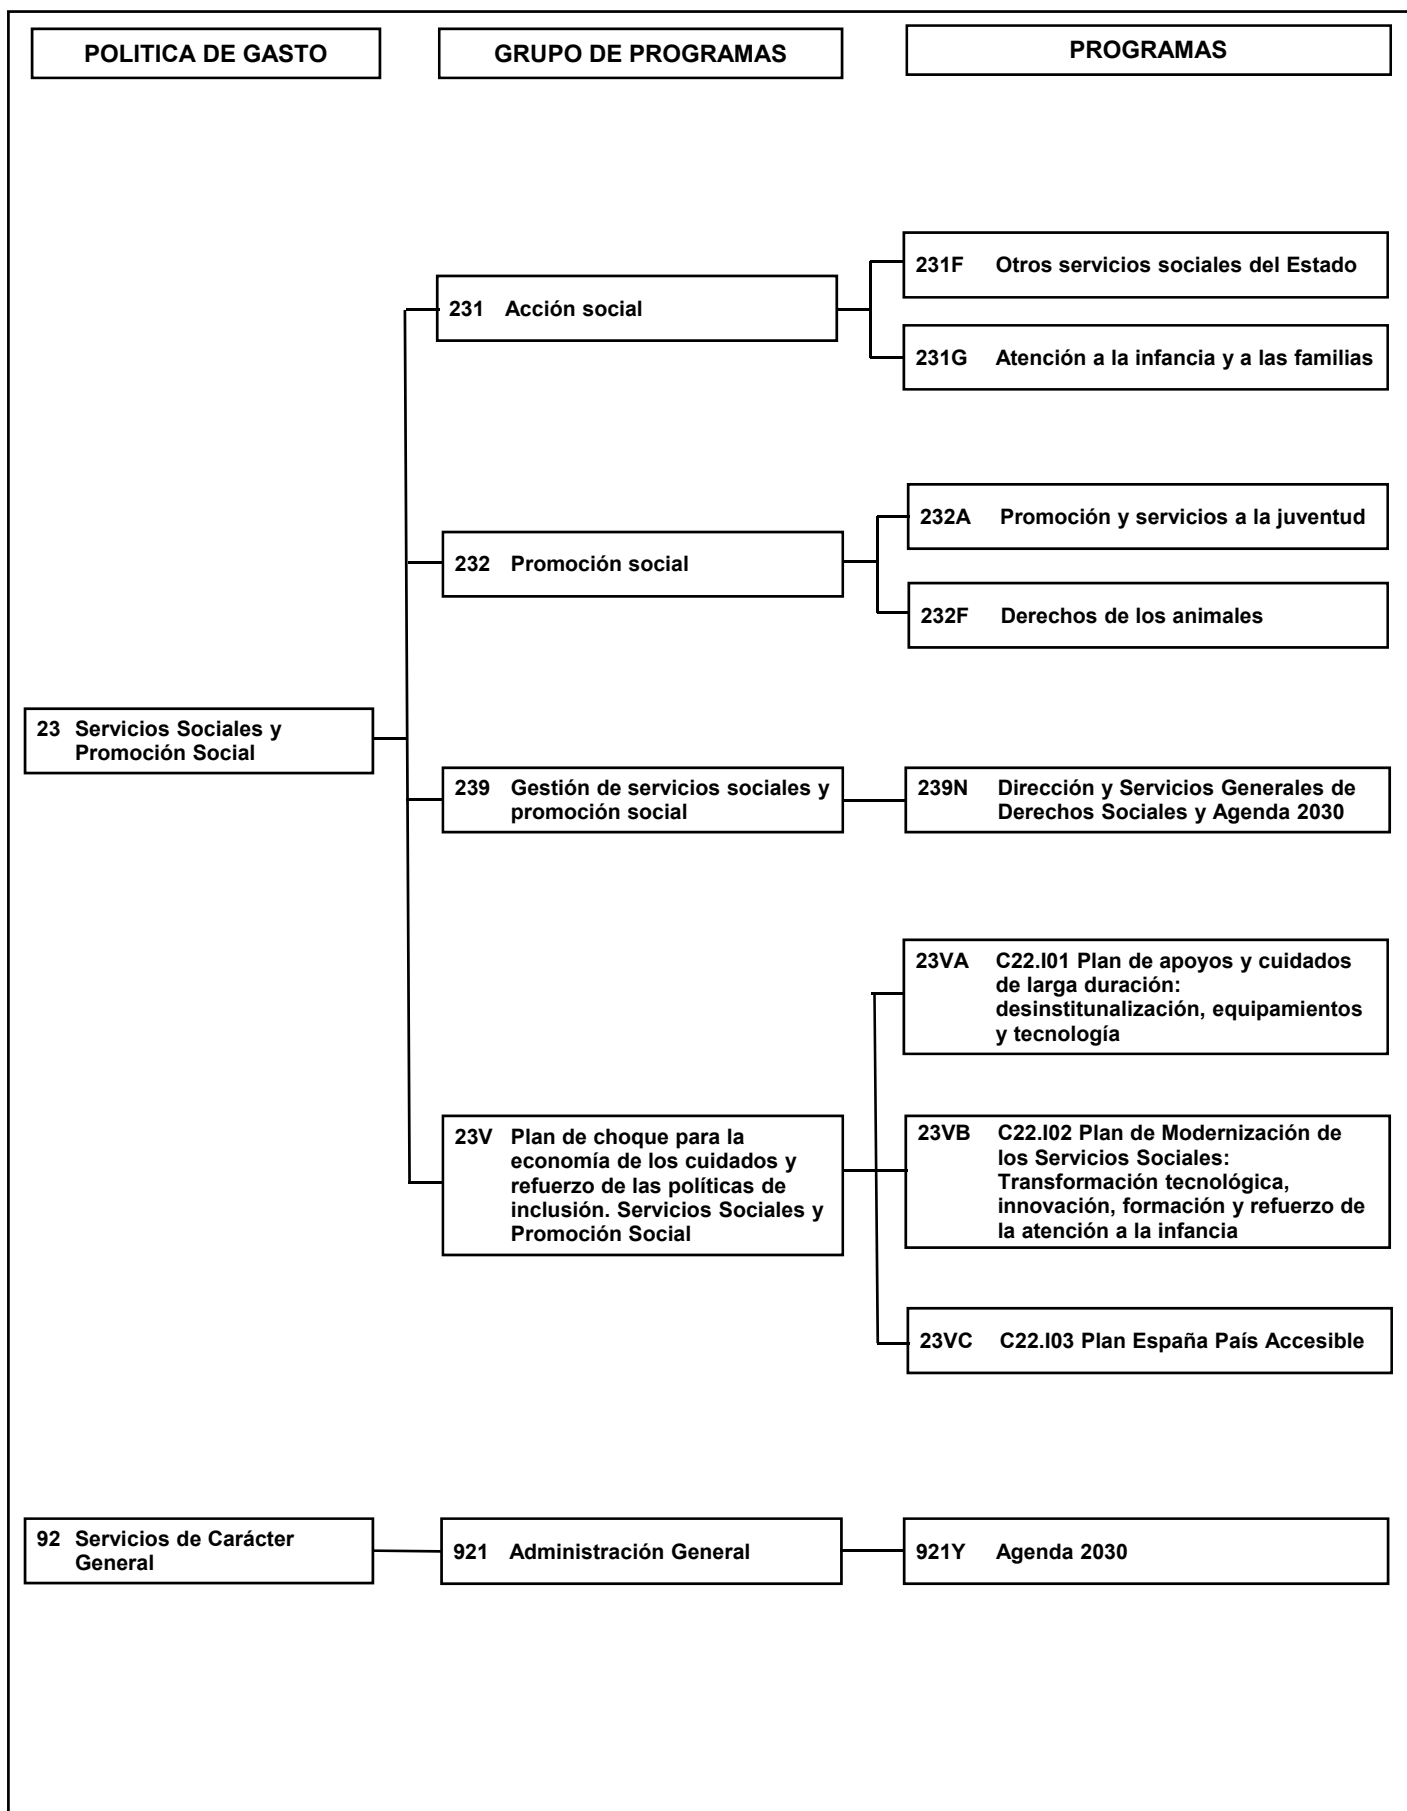 POLITICA DE GASTO
GRUPO DE PROGRAMAS
PROGRAMAS
231F Otros servicios sociales del Estado
231 Acción social
231G Atención a la infancia y a las familias
232A Promoción y servicios a la juventud
232 Promoción social
232F Derechos de los animales
23 Servicios Sociales y
Promoción Social
239 Gestión de servicios sociales y
promoción social
239N Dirección y Servicios Generales de
Derechos Sociales y Agenda 2030
23VA C22.I01 Plan de apoyos y cuidados
de larga duración:
desinstitunalización, equipamientos
y tecnología
23V Plan de choque para la
economía de los cuidados y
refuerzo de las políticas de
inclusión. Servicios Sociales y
Promoción Social
23VB C22.I02 Plan de Modernización de
los Servicios Sociales:
Transformación tecnológica,
innovación, formación y refuerzo de
la atención a la infancia
23VC C22.I03 Plan España País Accesible
92 Servicios de Carácter
General
921 Administración General
921Y Agenda 2030